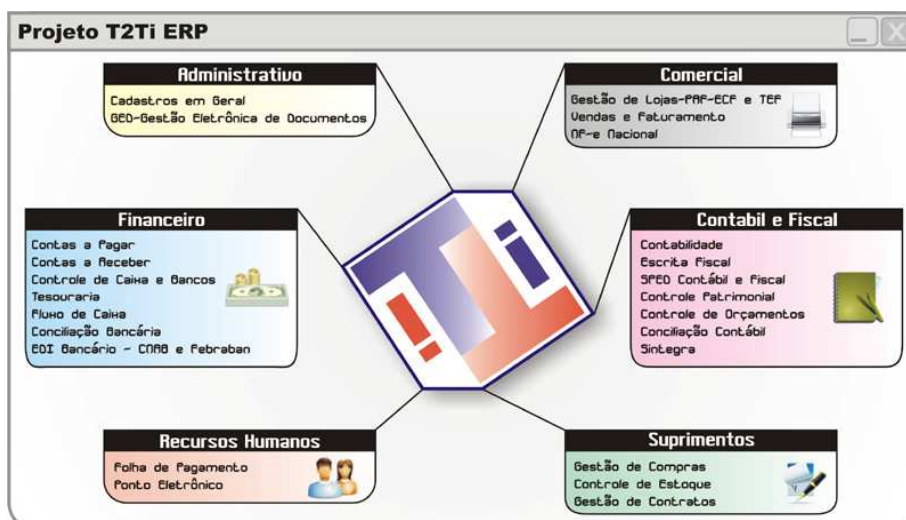 Projeto T2Ti ERP
Administrativo
Cadastros em Geral
GED-Gestão Eletrônica de Documentos
Comercial
Gestão de Lojas-PAF-ECF e TEF
Vendas e Faturamento
NF-e Nacional
Financeiro
Contas a Pagar
Contas a Receber
Controle de Caixa e Bancos
Tesouraria
Fluxo de Caixa
Conciliação Bancária
EDI Bancário - CNAB e Febraban
Contabil e Fiscal
Contabilidade
Escrita Fiscal
SPED Contábil e Fiscal
Controle Patrimonial
Controle de Orçamentos
Conciliação Contábil
Sintegra
Recursos Humanos
Folha de Pagamento
Ponto Eletrônico
Suprimentos
Gestão de Compras
Controle de Estoque
Gestão de Contratos